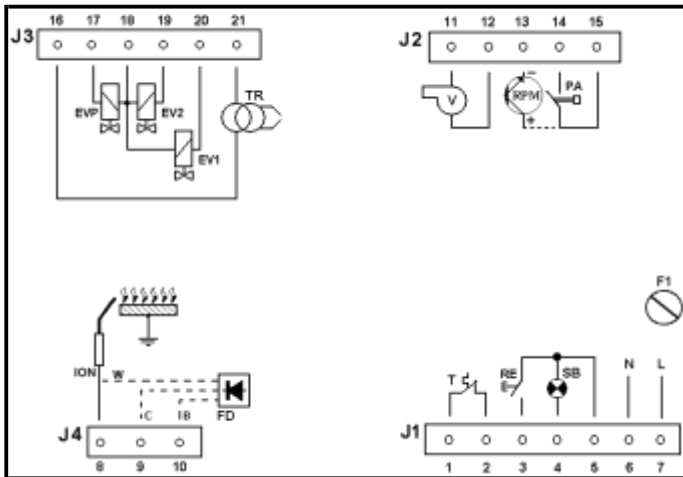 16 17 18 19 20 21
J3
EVP EV2 TR
EV1
11 12 13 14 15
J2
V RPM PA
−
+
ION W
C IB FD
J4
8 9 10
F1
T RE SB N L
J1
1 2 3 4 5 6 7